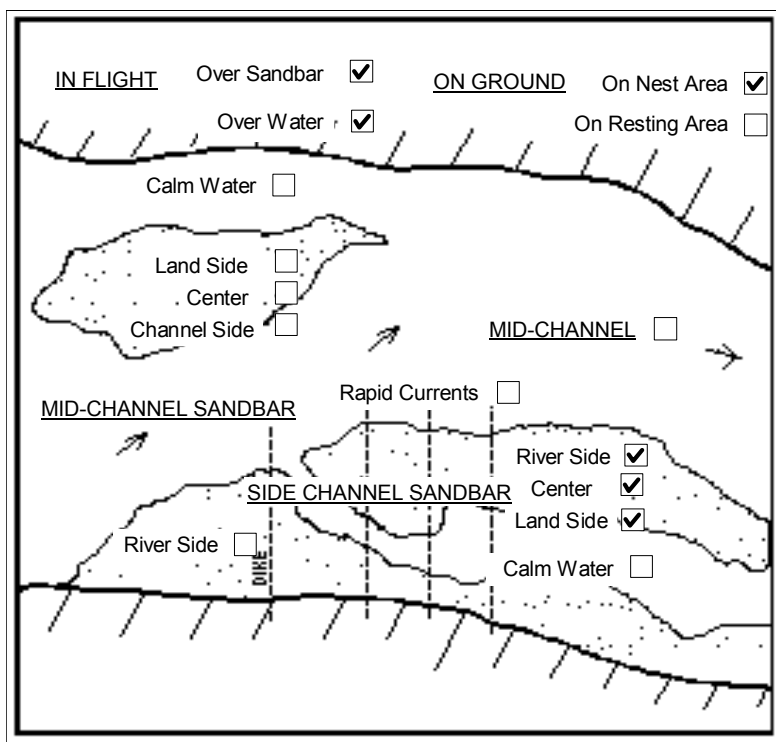 IN FLIGHT Over Sandbar ON GROUND On Nest Area
Over Water On Resting Area
Calm Water
Land Side
Center
Channel Side
MID-CHANNEL
Rapid Currents
MID-CHANNEL SANDBAR
River Side
SIDE CHANNEL SANDBAR Center
Land Side
River Side
DIKE
Calm Water